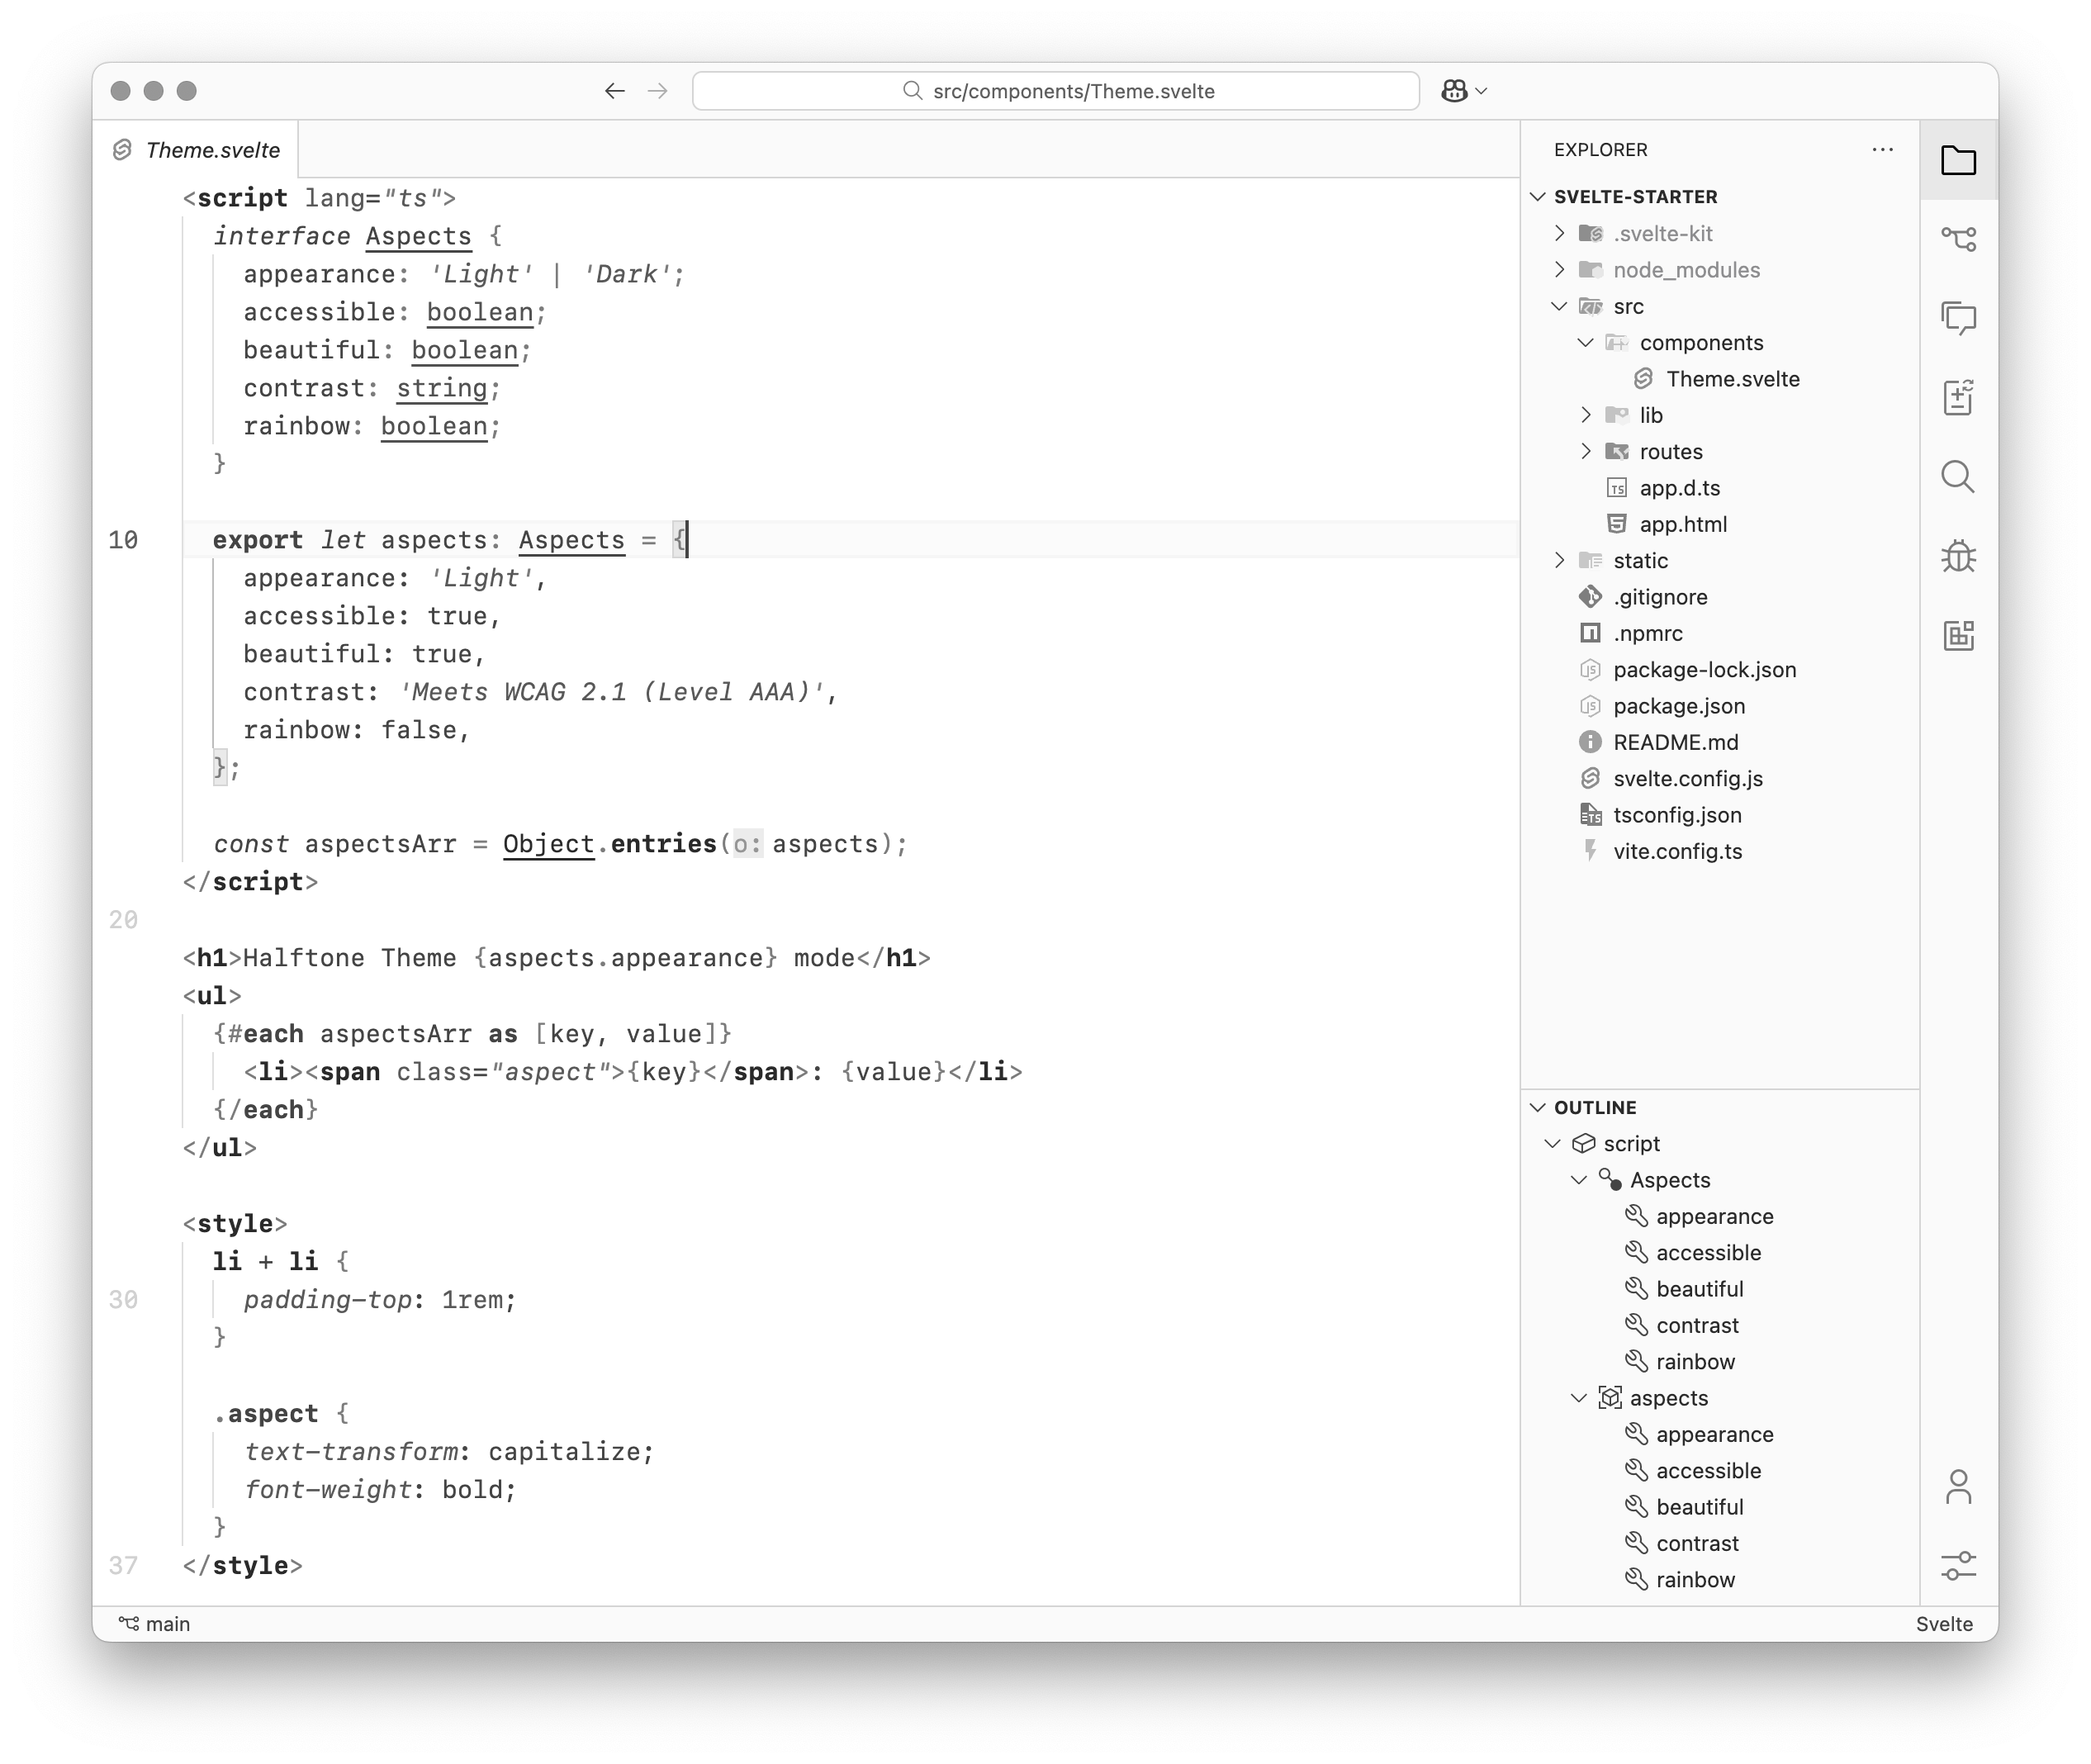 src/components/Theme.svelte
Theme.svelte
<script lang="ts">
interface Aspects {
appearance: 'Light' | 'Dark';
accessible: boolean;
beautiful: boolean;
contrast: string;
rainbow: boolean;
}
10 export let aspects: Aspects = {
appearance: 'Light',
accessible: true,
beautiful: true,
contrast: 'Meets WCAG 2.1 (Level AAA)',
rainbow: false,
};
const aspectsArr = Object.entries(o: aspects);
</script>
20
<h1>Halftone Theme {aspects.appearance} mode</h1>
<ul>
{#each aspectsArr as [key, value]}
<li><span class="aspect">{key}</span>: {value}</li>
{/each}
</ul>
<style>
li + li {
30 padding-top: 1rem;
}
.aspect {
text-transform: capitalize;
font-weight: bold;
}
37 </style>
EXPLORER
SVELTE-STARTER
.svelte-kit
node_modules
src
components
Theme.svelte
lib
routes
app.d.ts
app.html
static
.gitignore
.npmrc
package-lock.json
package.json
README.md
svelte.config.js
tsconfig.json
vite.config.ts
OUTLINE
script
Aspects
appearance
accessible
beautiful
contrast
rainbow
aspects
appearance
accessible
beautiful
contrast
rainbow
main
Svelte